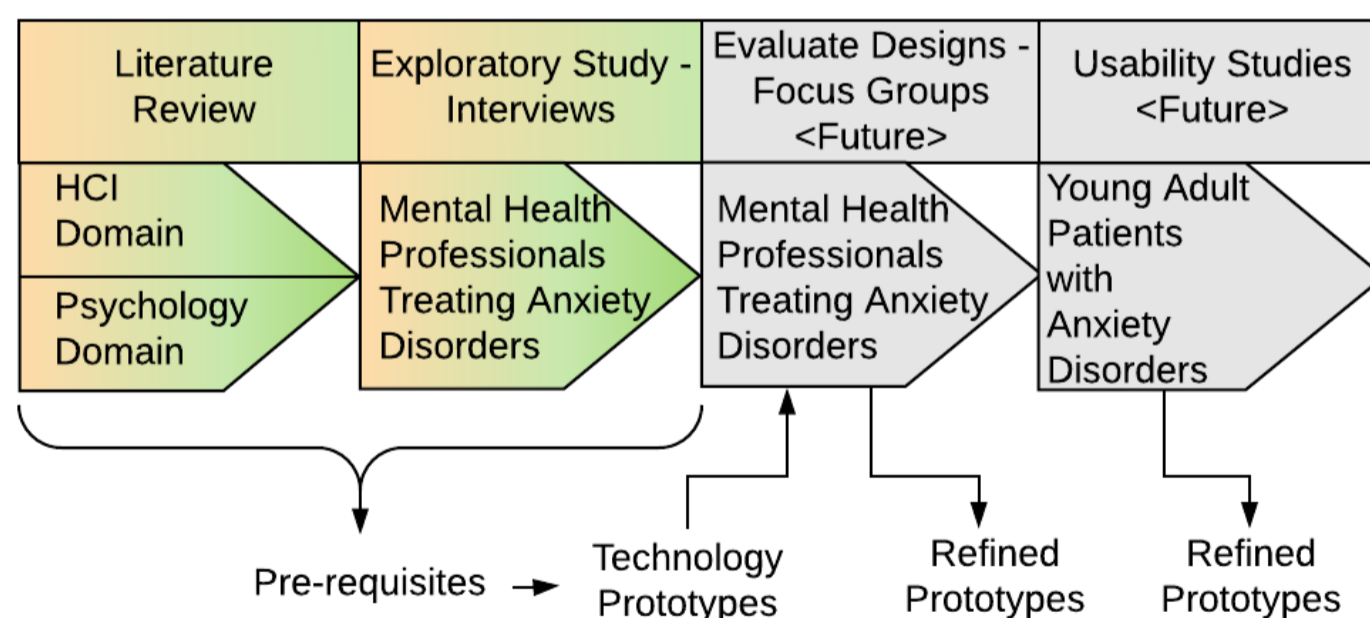 Literature
Review
Exploratory Study -
Interviews
Evaluate Designs -
Focus Groups
<Future>
Usability Studies
<Future>
HCI
Domain
Psychology
Domain
Mental Health
Professionals
Treating Anxiety
Disorders
Mental Health
Professionals
Treating Anxiety
Disorders
Young Adult
Patients
with
Anxiety
Disorders
Pre-requisites
Technology
Prototypes
Refined
Prototypes
Refined
Prototypes